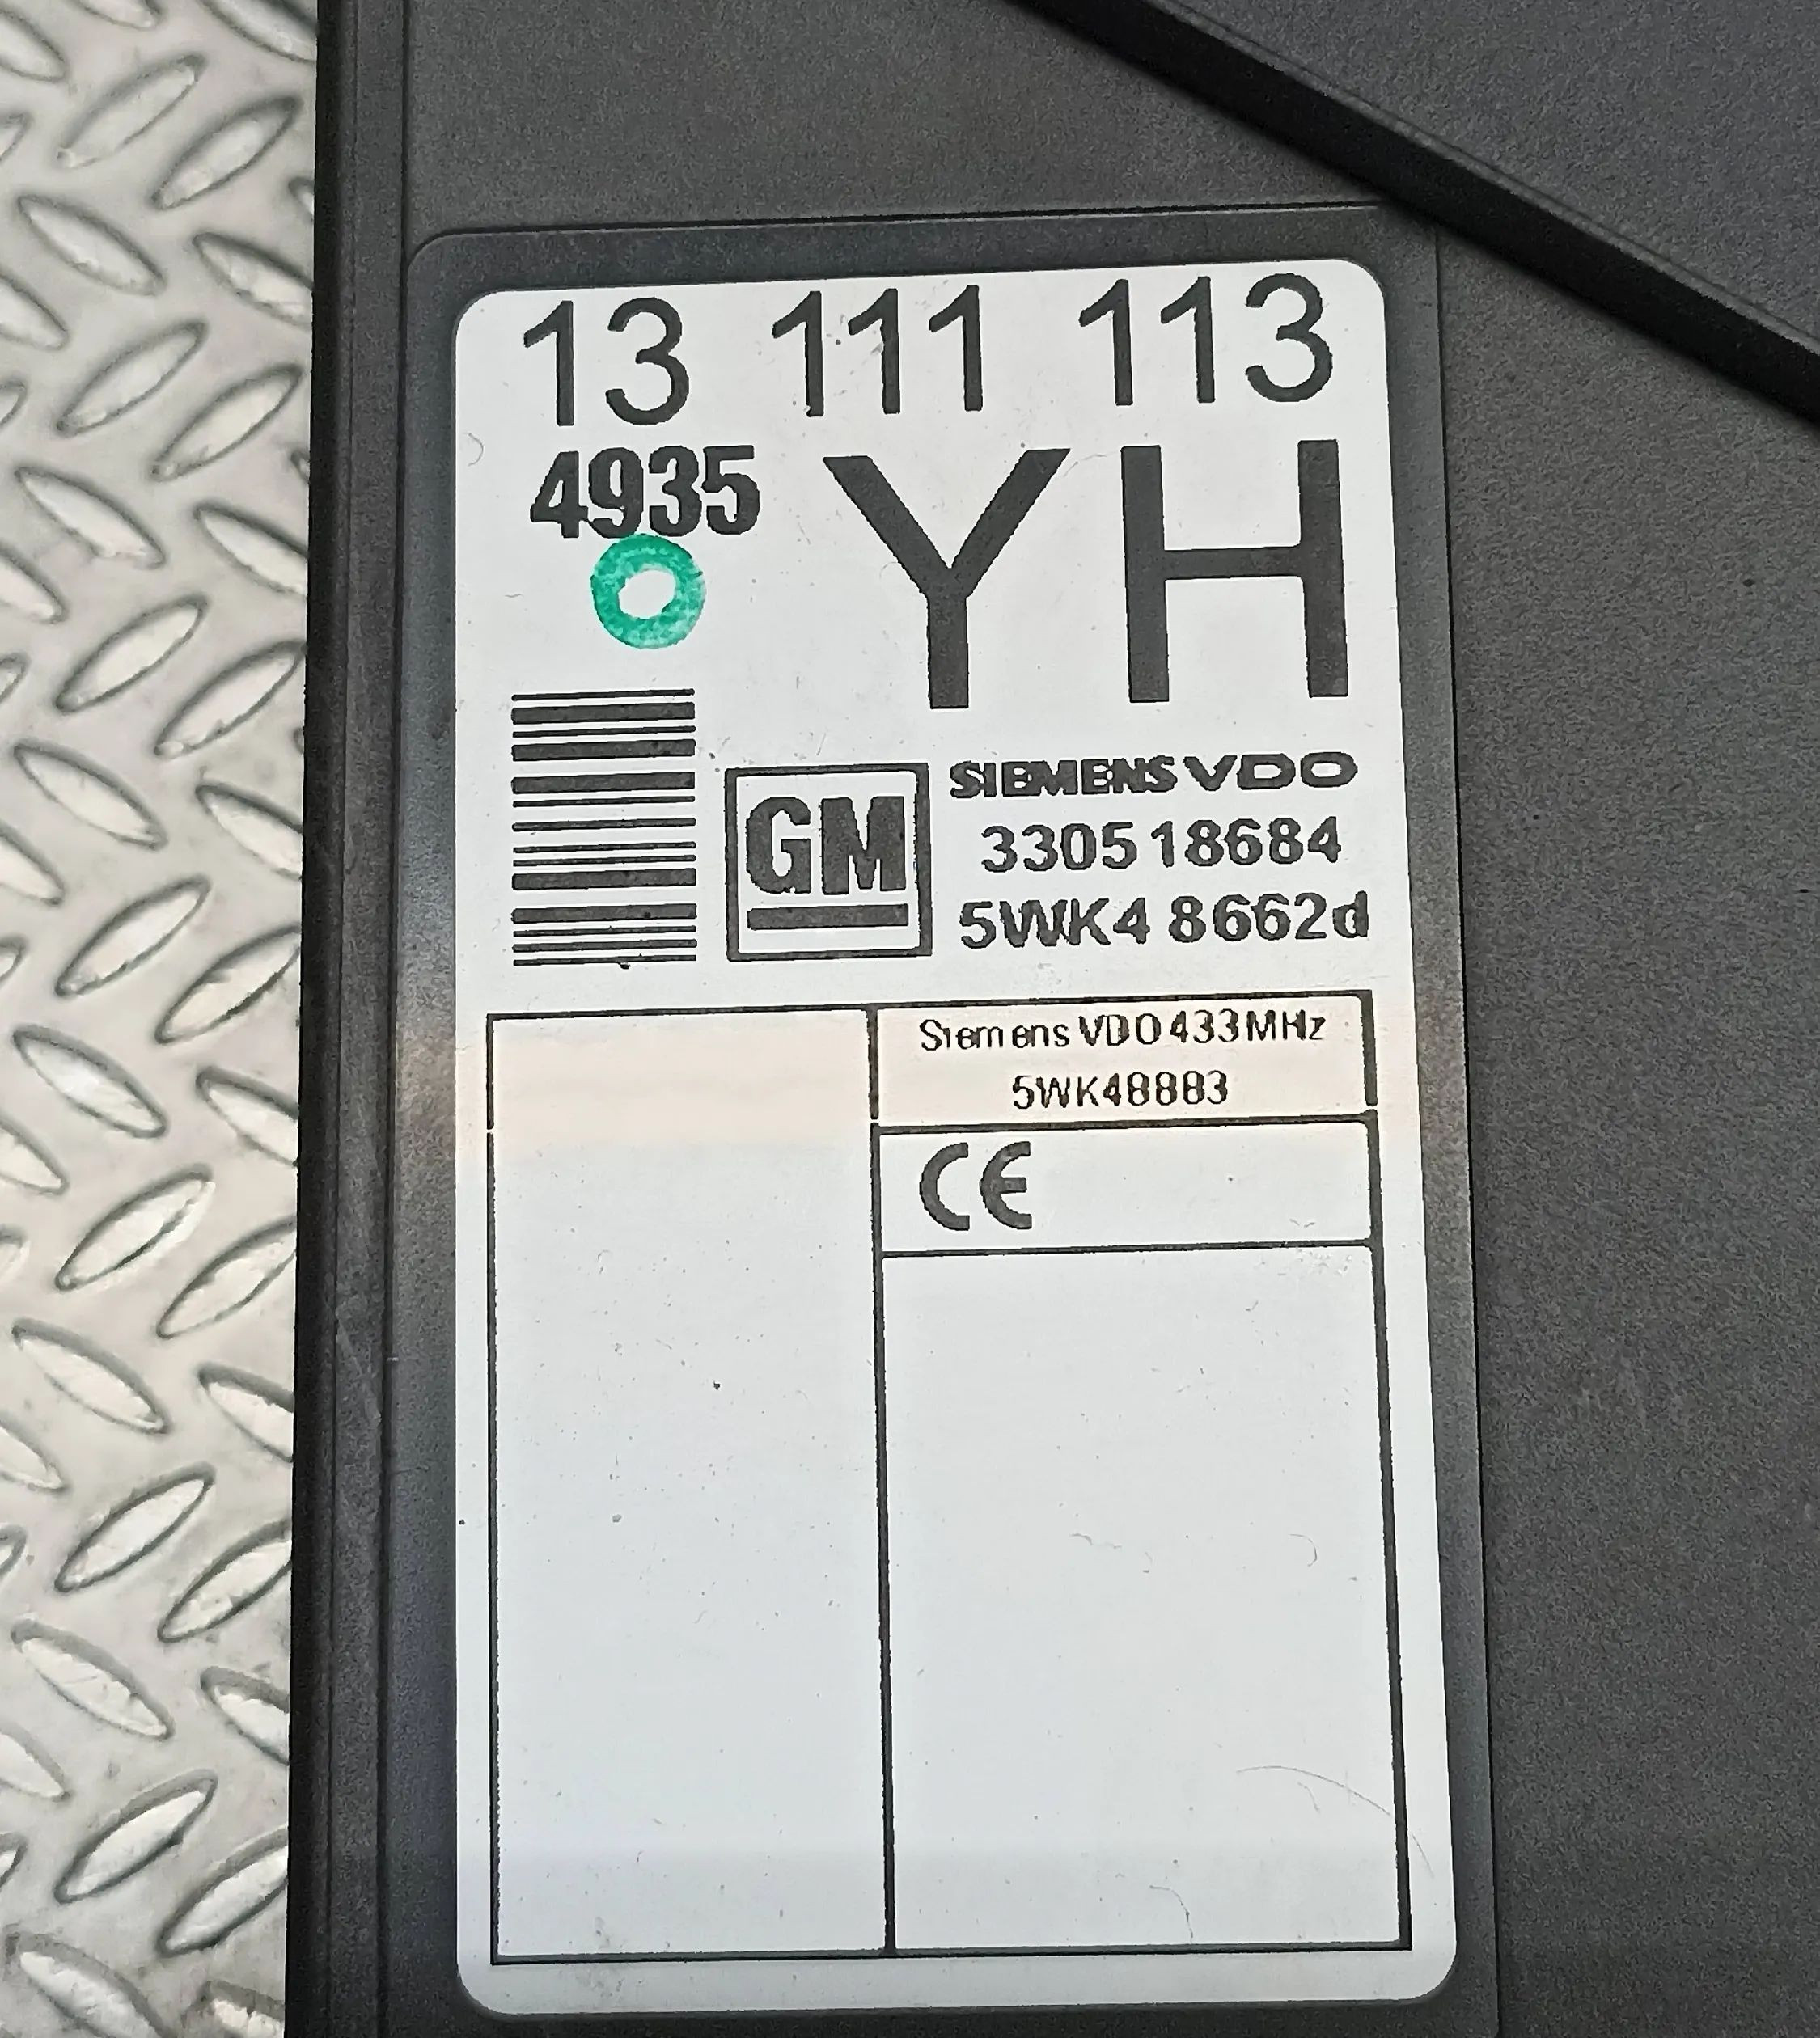 13 111 113
4935
YH
GM
SIEMENS VDO
330518684
5WK4 8662d
Siemens VDO 433MHz
5WK48883
CE